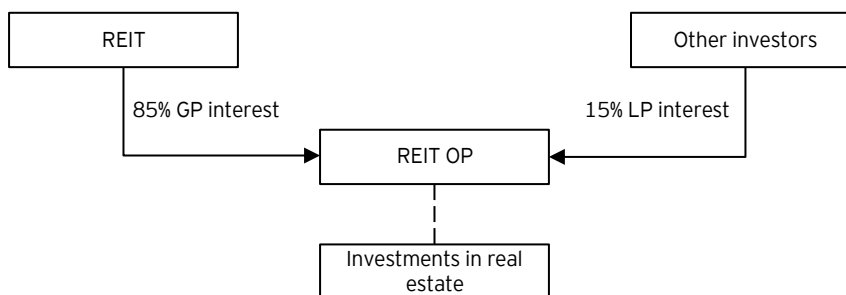 REIT
Other investors
85% GP interest
15% LP interest
REIT OP
Investments in real
estate